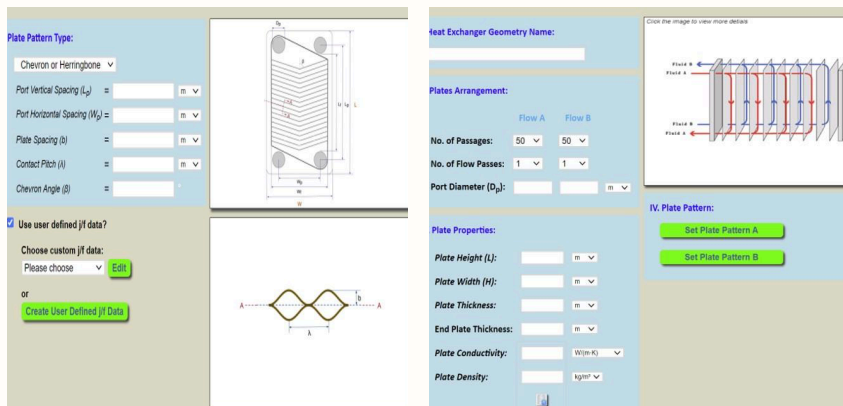 Plate Pattern Type:
Chevron or Herringbone
Port Vertical Spacing (Lp) = m
Port Horizontal Spacing (Wp) = m
Plate Spacing (b) = m
Contact Pitch (λ) = m
Chevron Angle (β) = °
Use user defined j/f data?
Choose custom j/f data:
Please choose Edit
or
Create User Defined j/f Data
A A
b
λ
Heat Exchanger Geometry Name:
Plates Arrangement:
Flow A Flow B
No. of Passages: 50 50
No. of Flow Passes: 1 1
Port Diameter (Dp): m
Plate Properties:
Plate Height (L): m
Plate Width (H): m
Plate Thickness: m
End Plate Thickness: m
Plate Conductivity: W/(m·K)
Plate Density: kg/m³
Click the image to view more details
Fluid B
Fluid A
Fluid B
Fluid A
IV. Plate Pattern:
Set Plate Pattern A
Set Plate Pattern B